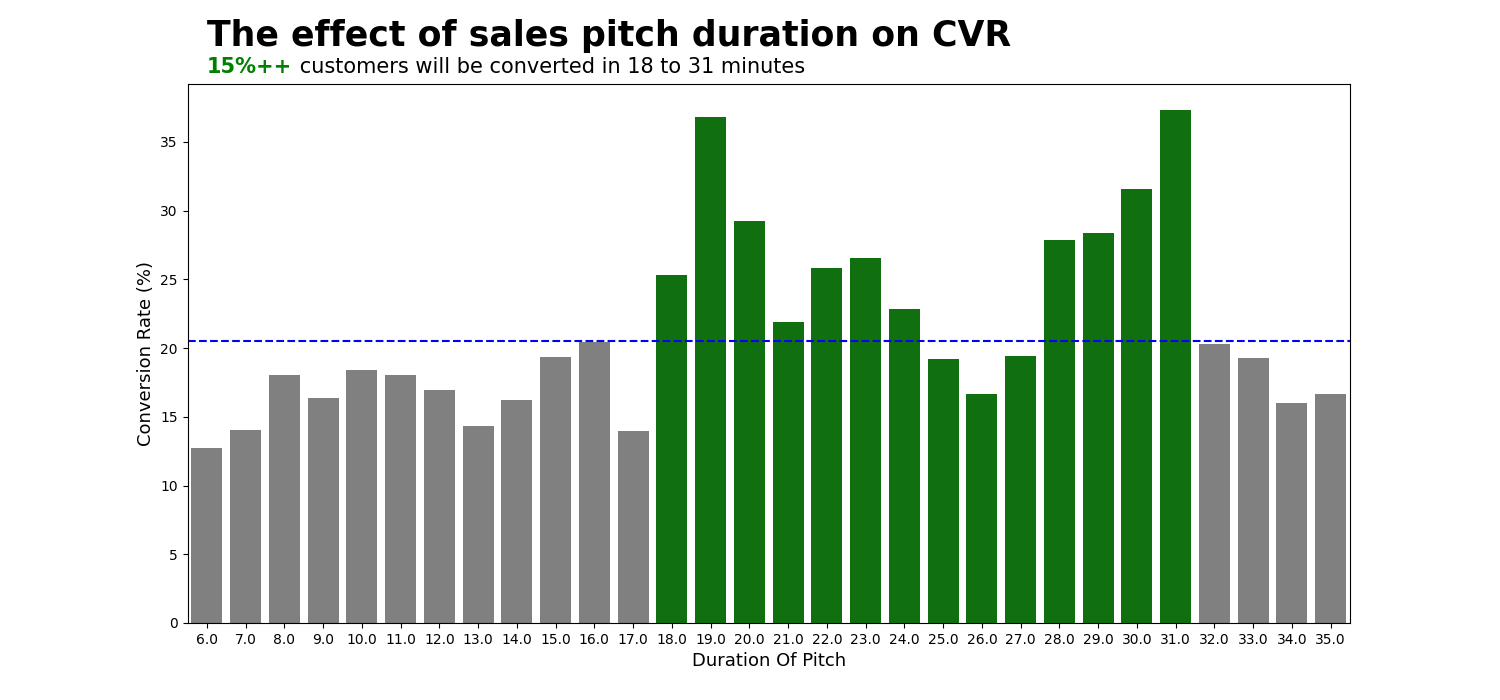 The effect of sales pitch duration on CVR
15%++ customers will be converted in 18 to 31 minutes
35
30
25
20
15
10
5
0
Conversion Rate (%)
6.0 7.0 8.0 9.0 10.0 11.0 12.0 13.0 14.0 15.0 16.0 17.0 18.0 19.0 20.0 21.0 22.0 23.0 24.0 25.0 26.0 27.0 28.0 29.0 30.0 31.0 32.0 33.0 34.0 35.0
Duration Of Pitch